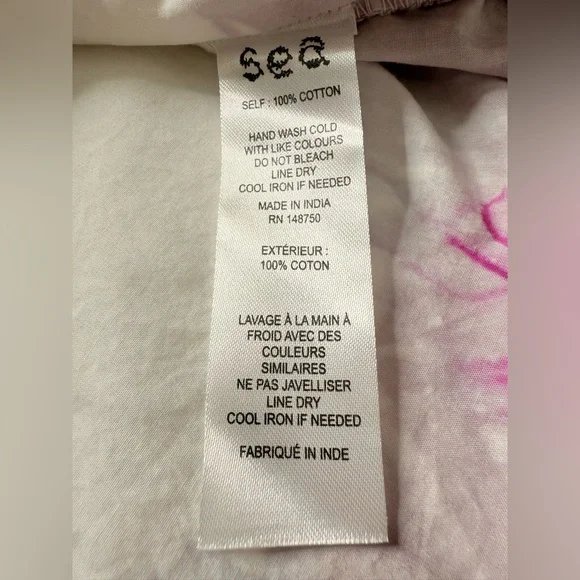 sea
SELF : 100% COTTON
HAND WASH COLD
WITH LIKE COLOURS
DO NOT BLEACH
LINE DRY
COOL IRON IF NEEDED
MADE IN INDIA
RN 148750
EXTÉRIEUR :
100% COTON
LAVAGE À LA MAIN À
FROID AVEC DES
COULEURS
SIMILAIRES
NE PAS JAVELLISER
LINE DRY
COOL IRON IF NEEDED
FABRIQUÉ IN INDE